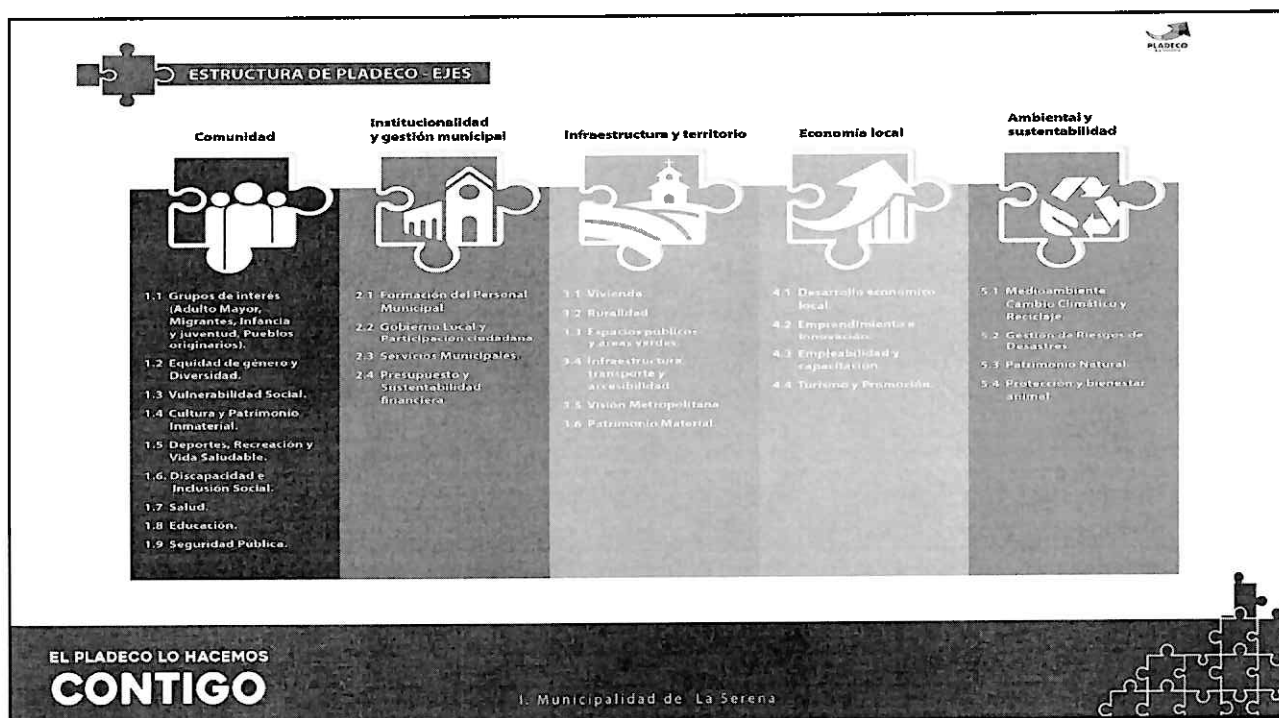 PLADECO
ESTRUCTURA DE PLADECO - EJES
Comunidad
1.1 Grupos de interés
(Adulto Mayor,
Migrantes, Infancia
y juventud, Pueblos
originarios).
1.2 Equidad de género y
Diversidad.
1.3 Vulnerabilidad Social.
1.4 Cultura y Patrimonio
Inmaterial.
1.5 Deportes, Recreación y
Vida Saludable.
1.6. Discapacidad e
Inclusión Social.
1.7 Salud.
1.8 Educación.
1.9 Seguridad Pública.
Institucionalidad
y gestión municipal
2.1 Formación del Personal
Municipal
2.2 Gobierno Local y
Participación ciudadana
2.3 Servicios Municipales.
2.4 Presupuesto y
Sustentabilidad
financiera
Infraestructura y territorio
3.1 Vivienda
3.2 Ruralidad
3.3 Espacios públicos
y áreas verdes.
3.4 Infraestructura,
transporte y
accesibilidad
3.5 Visión Metropolitana
3.6 Patrimonio Material.
Economía local
4.1 Desarrollo económico
local.
4.2 Emprendimiento e
Innovación.
4.3 Empleabilidad y
capacitación
4.4 Turismo y Promoción.
Ambiental y
sustentabilidad
5.1 Medioambiente
Cambio Climático y
Reciclaje.
5.2 Gestión de Riesgos de
Desastres
5.3 Patrimonio Natural.
5.4 Protección y bienestar
animal
EL PLADECO LO HACEMOS
CONTIGO
I. Municipalidad de La Serena